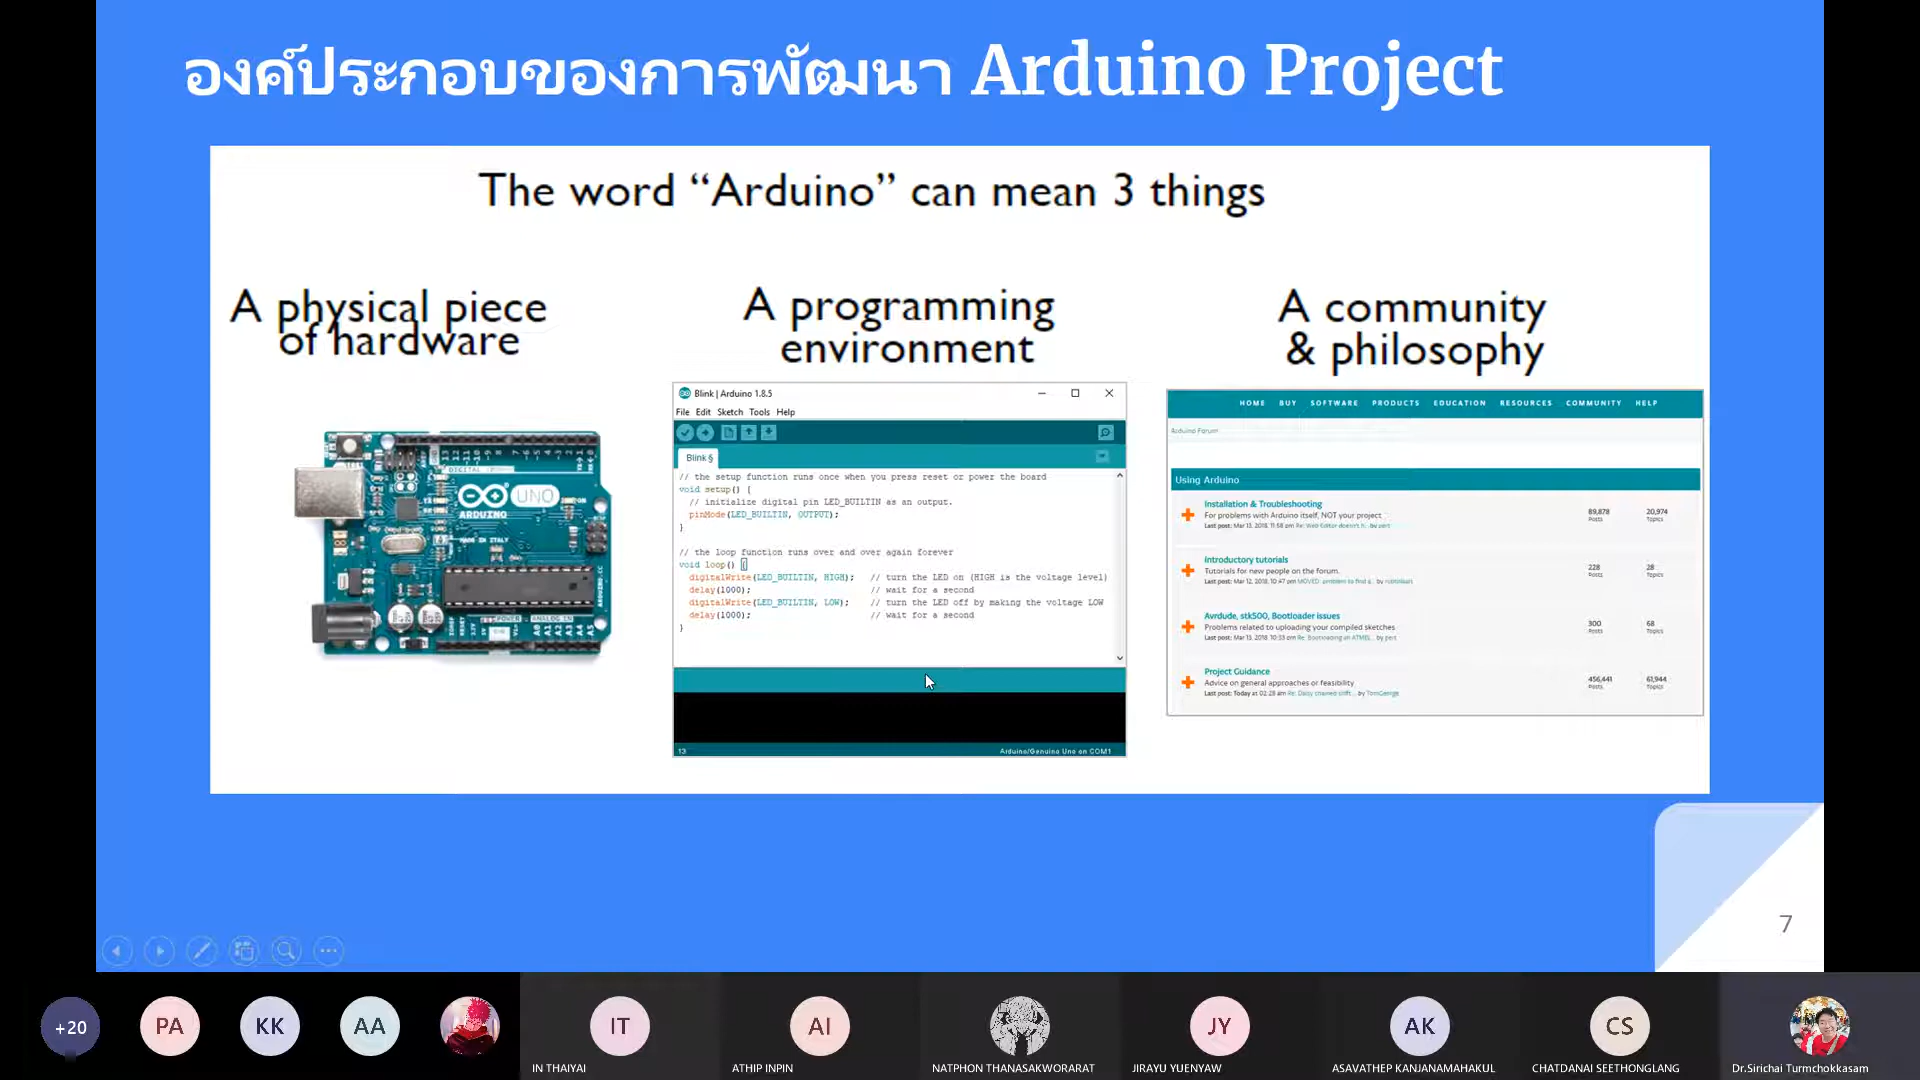 องค์ประกอบของการพัฒนา Arduino Project
The word “Arduino” can mean 3 things
A physical piece
of hardware
A programming
environment
A community
& philosophy
UNO
ARDUINO
MADE IN ITALY
ANALOG IN
Blink | Arduino 1.8.5
File Edit Sketch Tools Help
Blink §
// the setup function runs once when you press reset or power the board
void setup() {
// initialize digital pin LED_BUILTIN as an output.
pinMode(LED_BUILTIN, OUTPUT);
}
// the loop function runs over and over again forever
void loop() {
digitalWrite(LED_BUILTIN, HIGH); // turn the LED on (HIGH is the voltage level)
delay(1000); // wait for a second
digitalWrite(LED_BUILTIN, LOW); // turn the LED off by making the voltage LOW
delay(1000); // wait for a second
}
13
Arduino/Genuino Uno on COM1
HOME BUY SOFTWARE PRODUCTS EDUCATION RESOURCES COMMUNITY HELP
Arduino Forum
Using Arduino
Installation & Troubleshooting
For problems with Arduino itself, NOT your project
89,878 Posts
20,974 Topics
Introductory tutorials
Tutorials for new people on the forum.
228 Posts
28 Topics
Avrdude, stk500, Bootloader issues
Problems related to uploading your compiled sketches
300 Posts
68 Topics
Project Guidance
Advice on general approaches or feasibility
456,441 Posts
61,944 Topics
7
+20
PA
KK
AA
IT
AI
JY
AK
CS
IN THAIYAI
ATHIP INPIN
NATPHON THANASAKWORARAT
JIRAYU YUENYAW
ASAVATHEP KANJANAMAHAKUL
CHATDANAI SEETHONGLANG
Dr.Sirichai Turmchokkasam